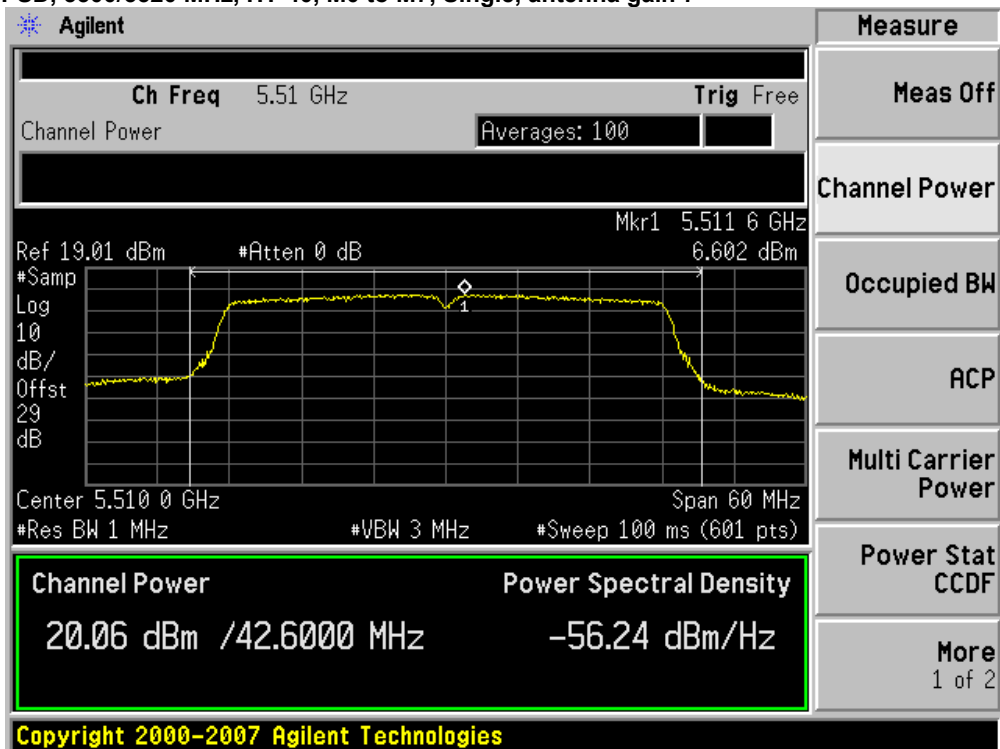 Agilent
Measure
Ch Freq 5.51 GHz Trig Free
Channel Power Averages: 100
Mkr1 5.511 6 GHz
Ref 19.01 dBm #Atten 0 dB 6.602 dBm
#Samp
Log
10
dB/
Offst
29
dB
1
Center 5.510 0 GHz Span 60 MHz
#Res BW 1 MHz #VBW 3 MHz #Sweep 100 ms (601 pts)
Channel Power Power Spectral Density
20.06 dBm /42.6000 MHz -56.24 dBm/Hz
Meas Off
Channel Power
Occupied BW
ACP
Multi Carrier
Power
Power Stat
CCDF
More
1 of 2
Copyright 2000-2007 Agilent Technologies